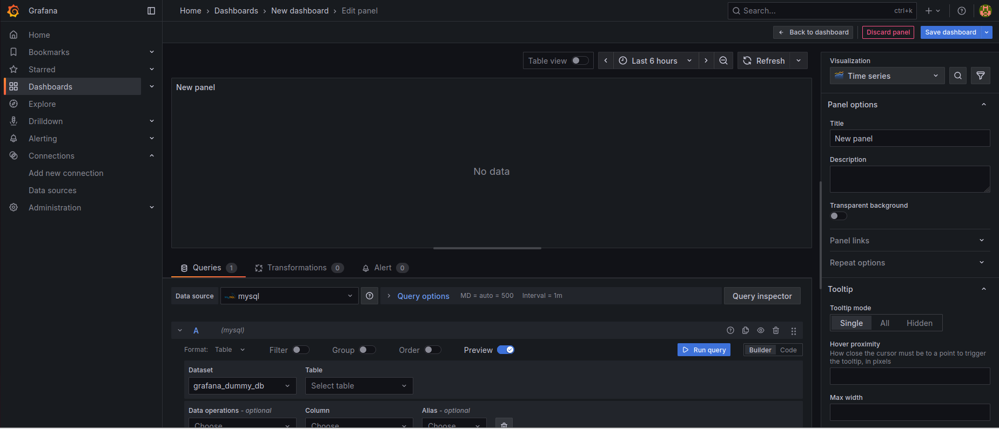 Grafana
Home › Dashboards › New dashboard › Edit panel
Search...
ctrl+k
Back to dashboard
Discard panel
Save dashboard
Home
Bookmarks
Starred
Dashboards
Explore
Drilldown
Alerting
Connections
Add new connection
Data sources
Administration
Table view
Last 6 hours
Refresh
New panel
No data
Queries 1
Transformations 0
Alert 0
Data source
mysql
Query options
MD = auto = 500
Interval = 1m
Query inspector
A
(mysql)
Format: Table
Filter
Group
Order
Preview
Run query
Builder
Code
Dataset
Table
grafana_dummy_db
Select table
Data operations - optional
Column
Alias - optional
Choose
Choose
Choose
Visualization
Time series
Panel options
Title
New panel
Description
Transparent background
Panel links
Repeat options
Tooltip
Tooltip mode
Single
All
Hidden
Hover proximity
How close the cursor must be to a point to trigger
the tooltip, in pixels
Max width